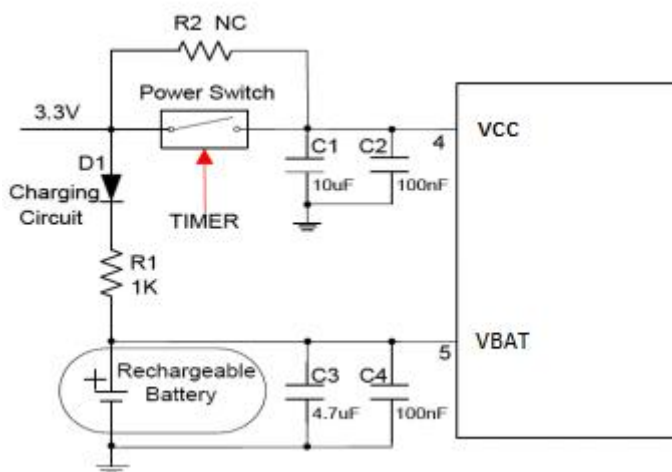 R2 NC
Power Switch
3.3V
4
VCC
D1
C1
C2
10uF
100nF
Charging
Circuit
TIMER
R1
1K
5
VBAT
+
Rechargeable
Battery
C3
C4
4.7uF
100nF